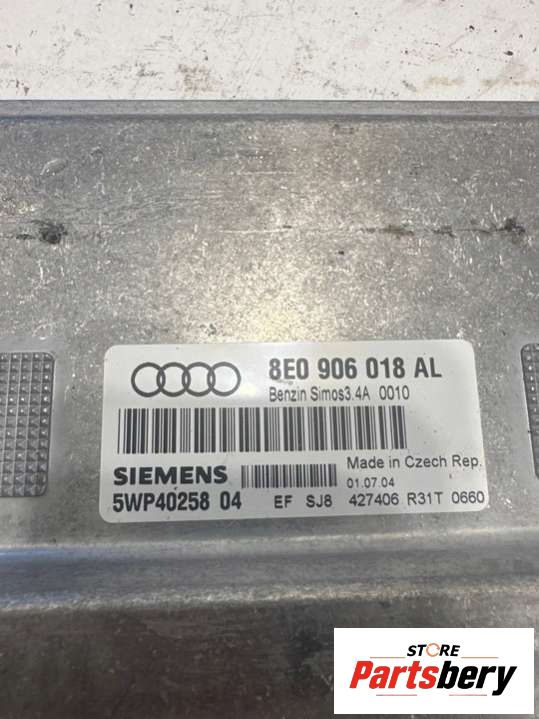 8E0 906 018 AL
Benzin Simos3.4A 0010
SIEMENS
Made in Czech Rep.
01.07.04
5WP40258 04
EF SJ8 427406 R31T 0660
STORE
Partsbery